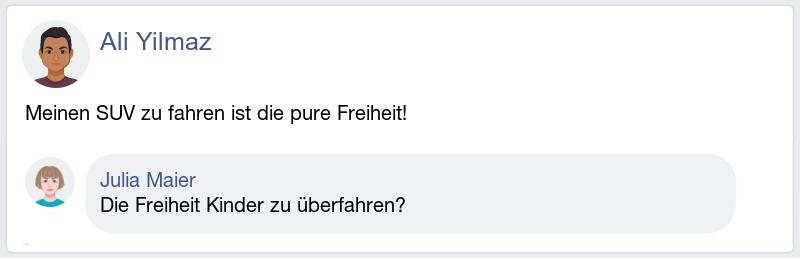 Ali Yilmaz
Meinen SUV zu fahren ist die pure Freiheit!
Julia Maier
Die Freiheit Kinder zu überfahren?